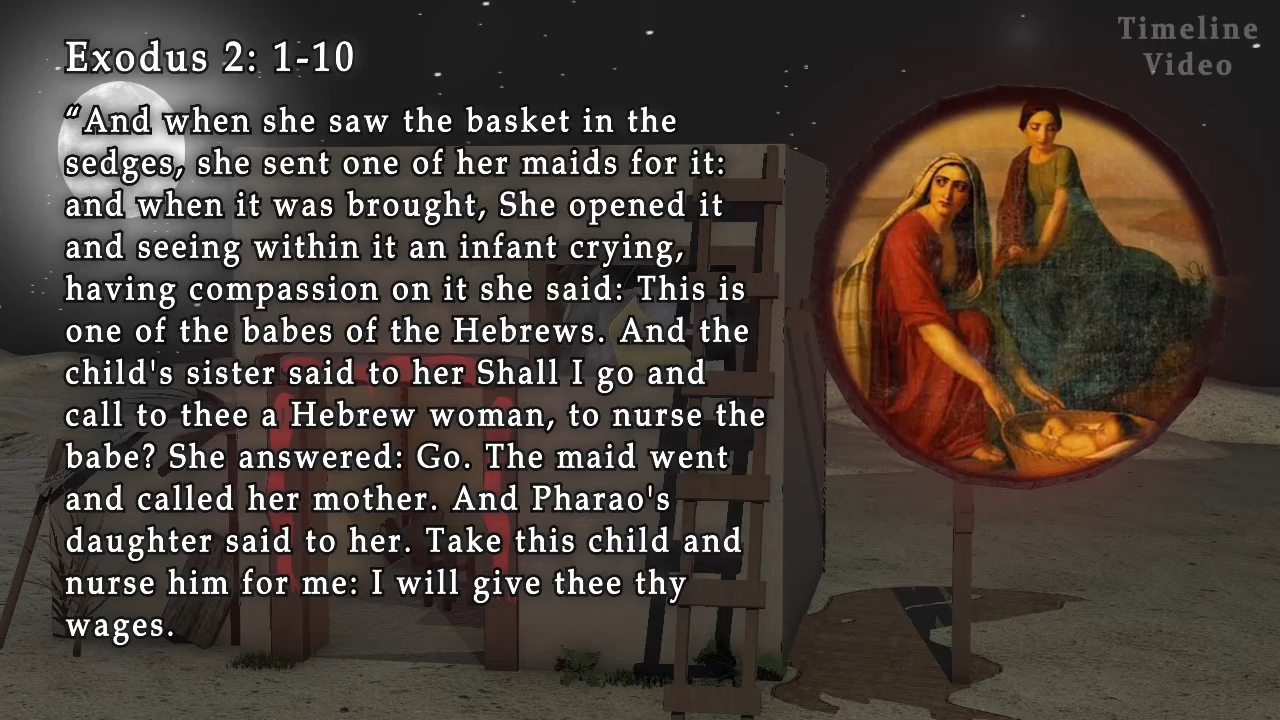 Exodus 2: 1-10
Timeline
Video
“And when she saw the basket in the
sedges, she sent one of her maids for it:
and when it was brought, She opened it
and seeing within it an infant crying,
having compassion on it she said: This is
one of the babes of the Hebrews. And the
child's sister said to her Shall I go and
call to thee a Hebrew woman, to nurse the
babe? She answered: Go. The maid went
and called her mother. And Pharao's
daughter said to her. Take this child and
nurse him for me: I will give thee thy
wages.